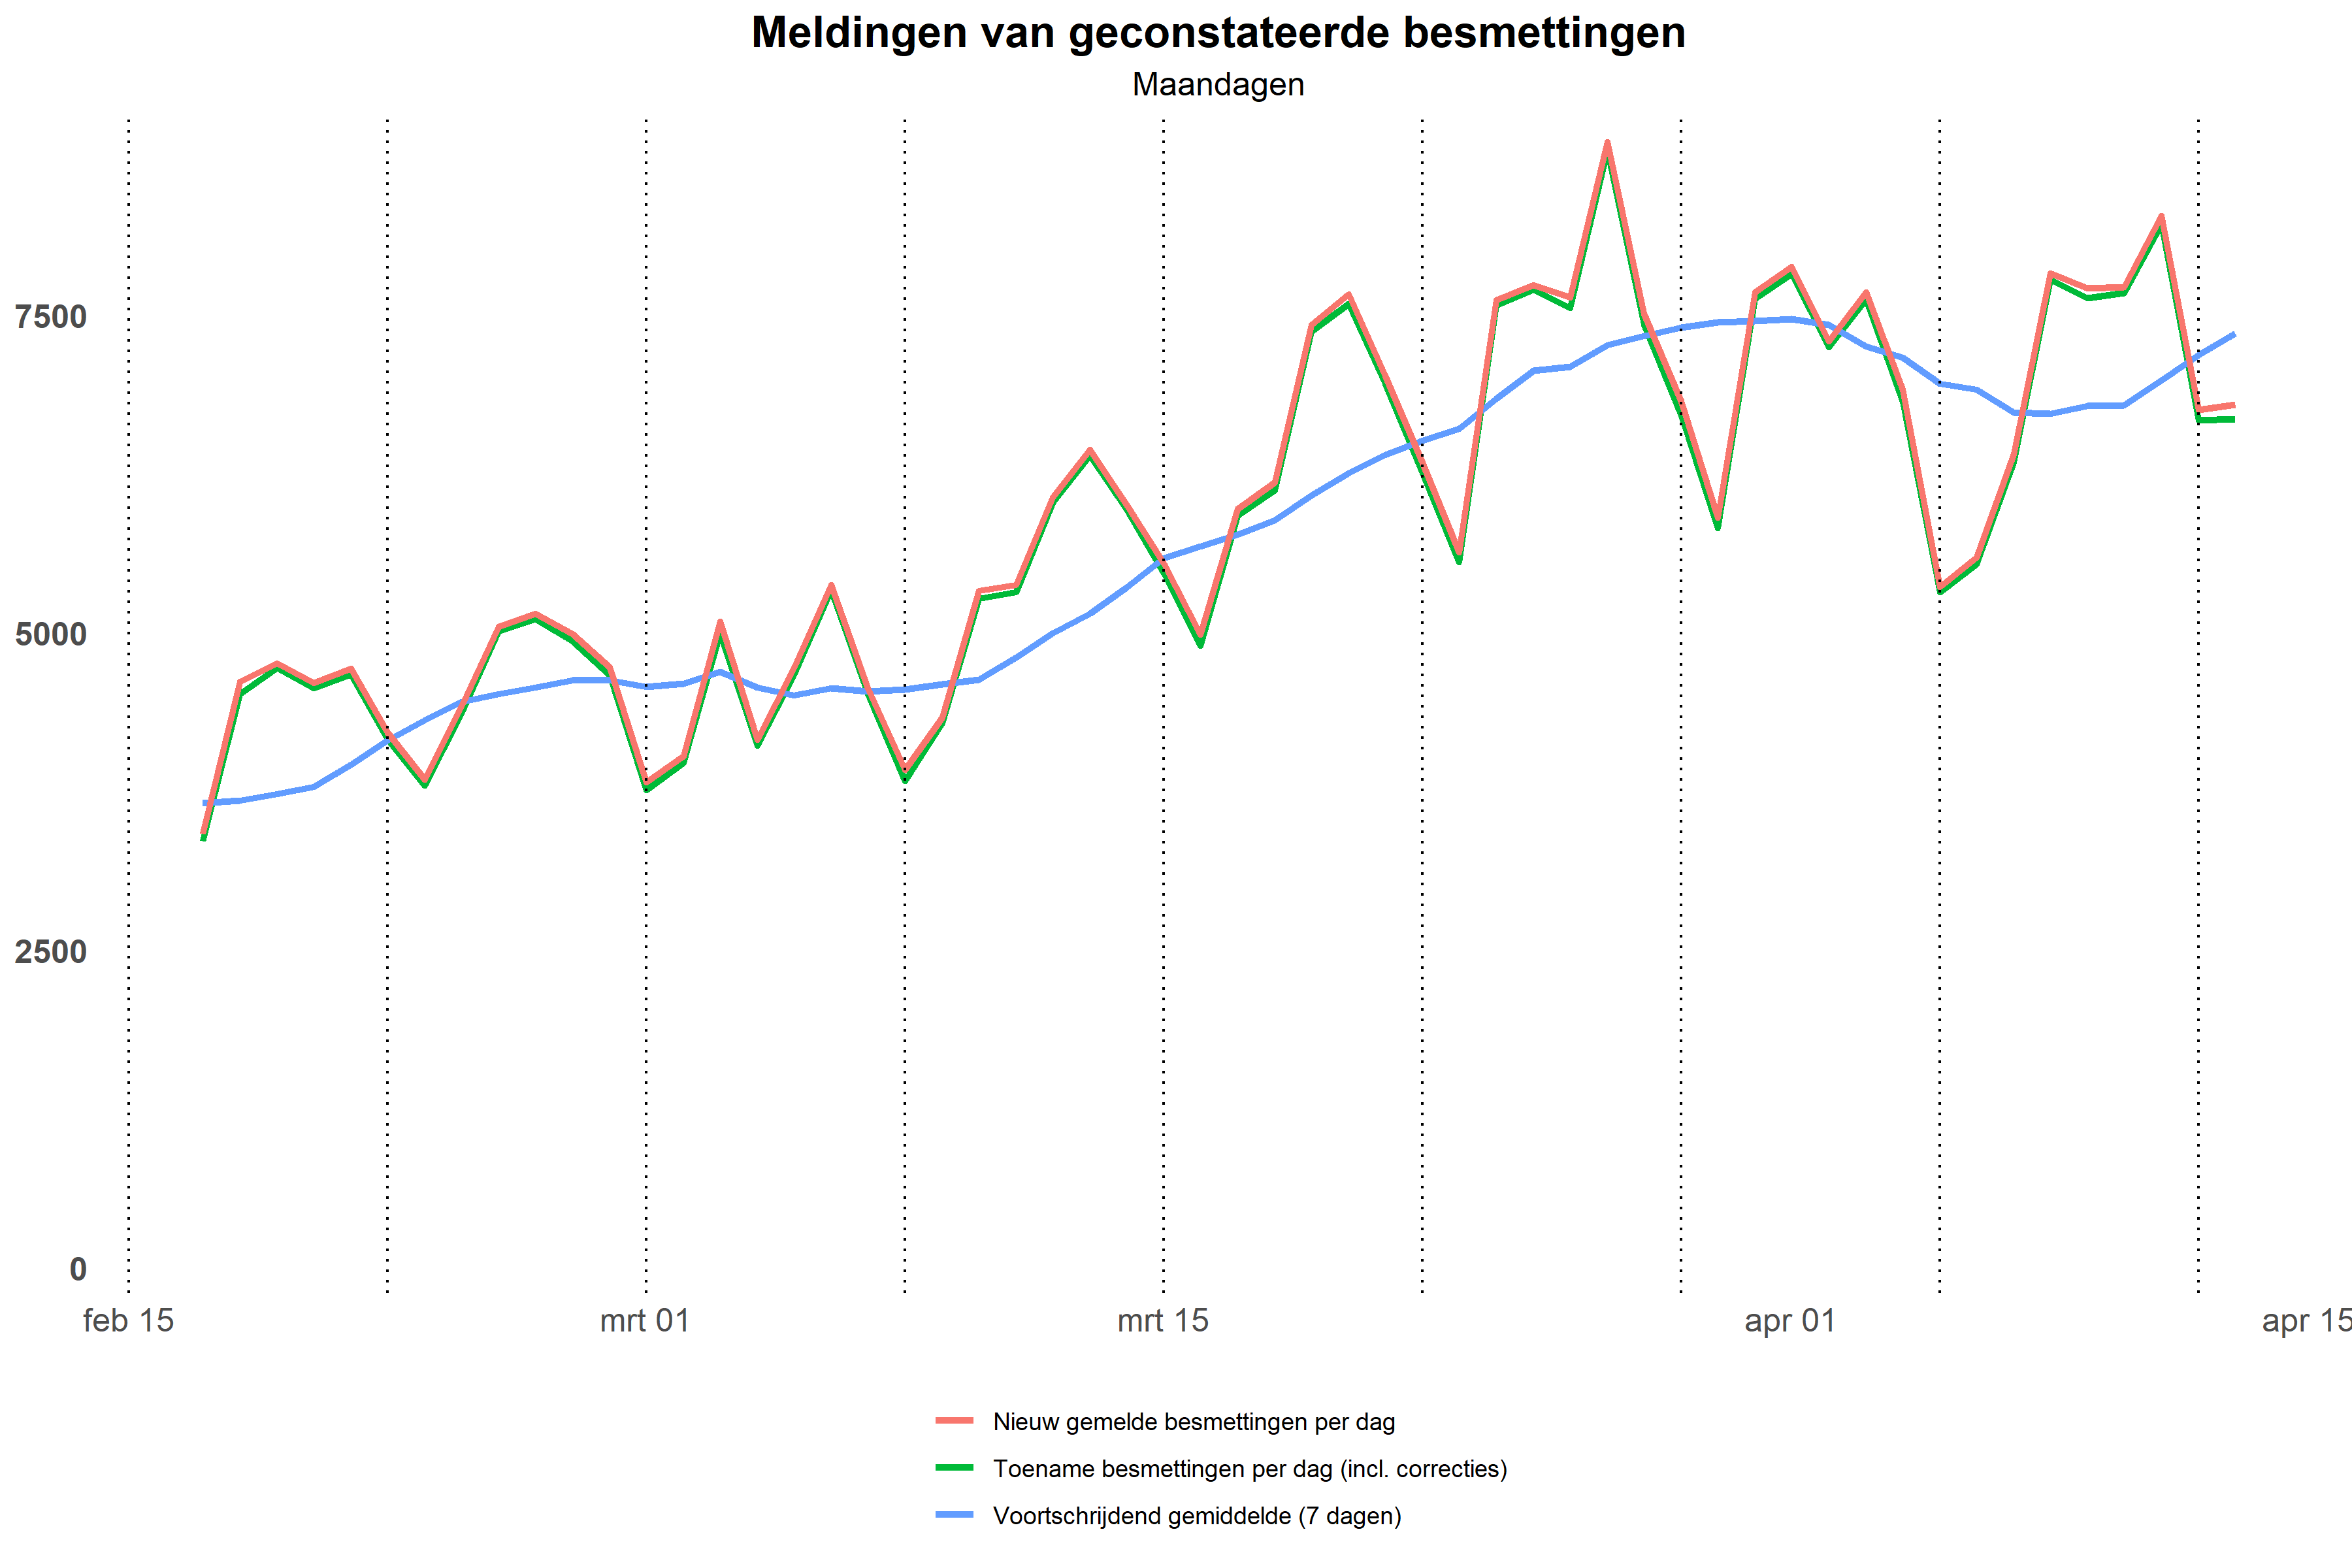 Meldingen van geconstateerde besmettingen
Maandagen
7500
5000
2500
0
feb 15
mrt 01
mrt 15
apr 01
apr 15
Nieuw gemelde besmettingen per dag
Toename besmettingen per dag (incl. correcties)
Voortschrijdend gemiddelde (7 dagen)